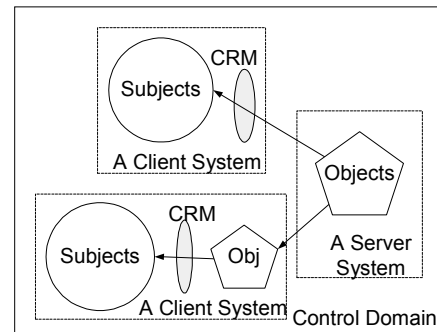 CRM
Subjects
A Client System
Objects
A Server
System
CRM
Subjects
Obj
A Client System
Control Domain